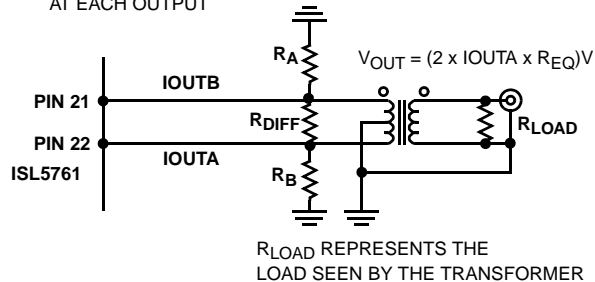 AT EACH OUTPUT
RA
VOUT = (2 x IOUTA x REQ)V
IOUTB
PIN 21
RDIFF
RLOAD
PIN 22
IOUTA
ISL5761
RB
RLOAD REPRESENTS THE
LOAD SEEN BY THE TRANSFORMER